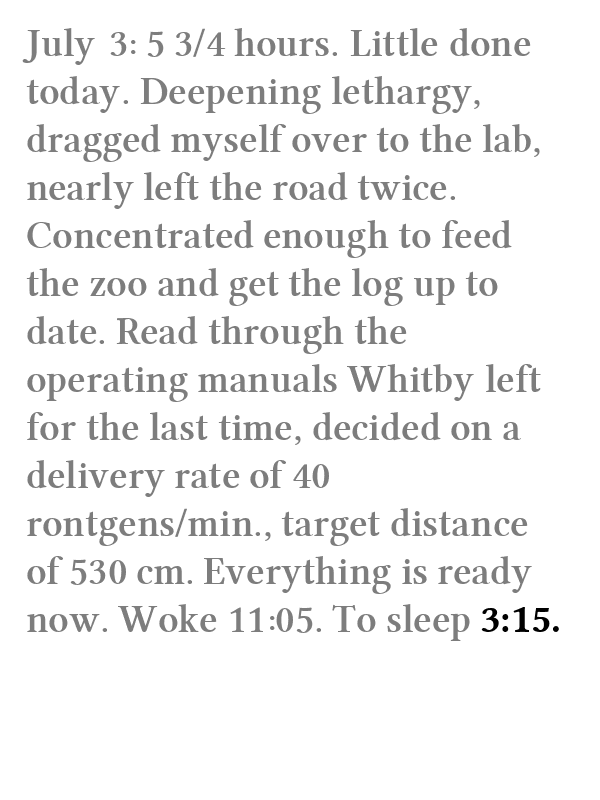 July 3: 5 3/4 hours. Little done
today. Deepening lethargy,
dragged myself over to the lab,
nearly left the road twice.
Concentrated enough to feed
the zoo and get the log up to
date. Read through the
operating manuals Whitby left
for the last time, decided on a
delivery rate of 40
rontgens/min., target distance
of 530 cm. Everything is ready
now. Woke 11:05. To sleep 3:15.